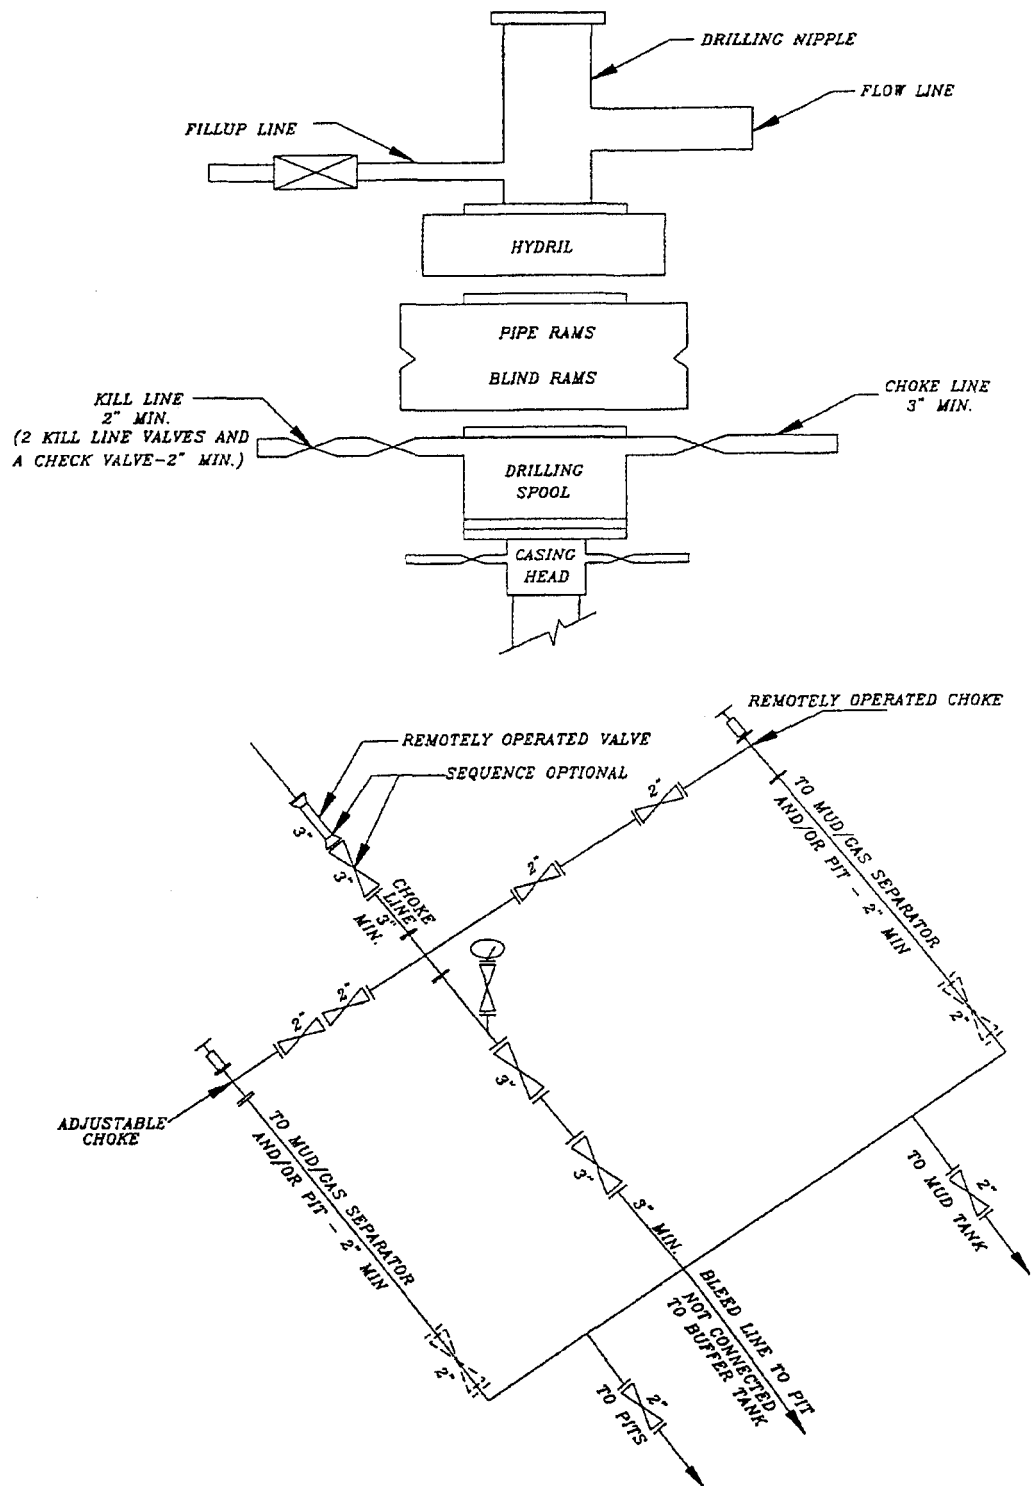 DRILLING NIPPLE
FLOW LINE
FILLUP LINE
HYDRIL
PIPE RAMS
BLIND RAMS
KILL LINE
2" MIN.
(2 KILL LINE VALVES AND
A CHECK VALVE-2" MIN.)
CHOKE LINE
3" MIN.
DRILLING
SPOOL
CASING
HEAD
REMOTELY OPERATED CHOKE
REMOTELY OPERATED VALVE
SEQUENCE OPTIONAL
3"
3"
CHOKE
LINE
3"
MIN.
2"
2"
TO MUD/GAS SEPARATOR
AND/OR PIT - 2" MIN
2"
2"
2"
ADJUSTABLE
CHOKE
TO MUD/GAS SEPARATOR
AND/OR PIT - 2" MIN
2"
3"
3"
3" MIN.
BLEED LINE TO PIT
NOT CONNECTED
TO BUFFER TANK
2"
TO MUD TANK
2"
TO PITS